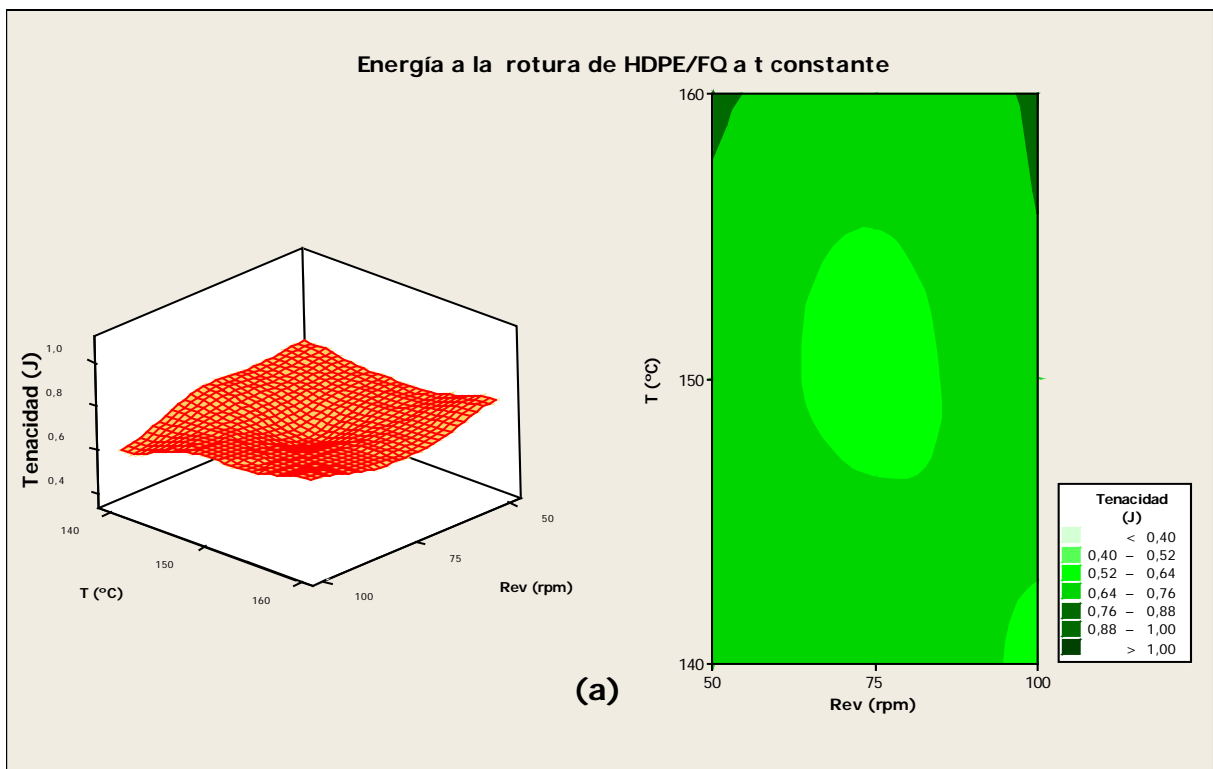 Energía a la rotura de HDPE/FQ a t constante
Tenacidad (J)
1,0
0,8
0,6
0,4
140
150
160
T (ºC)
50
75
100
Rev (rpm)
160
150
140
T (ºC)
50
75
100
Rev (rpm)
Tenacidad
(J)
< 0,40
0,40 – 0,52
0,52 – 0,64
0,64 – 0,76
0,76 – 0,88
0,88 – 1,00
> 1,00
(a)